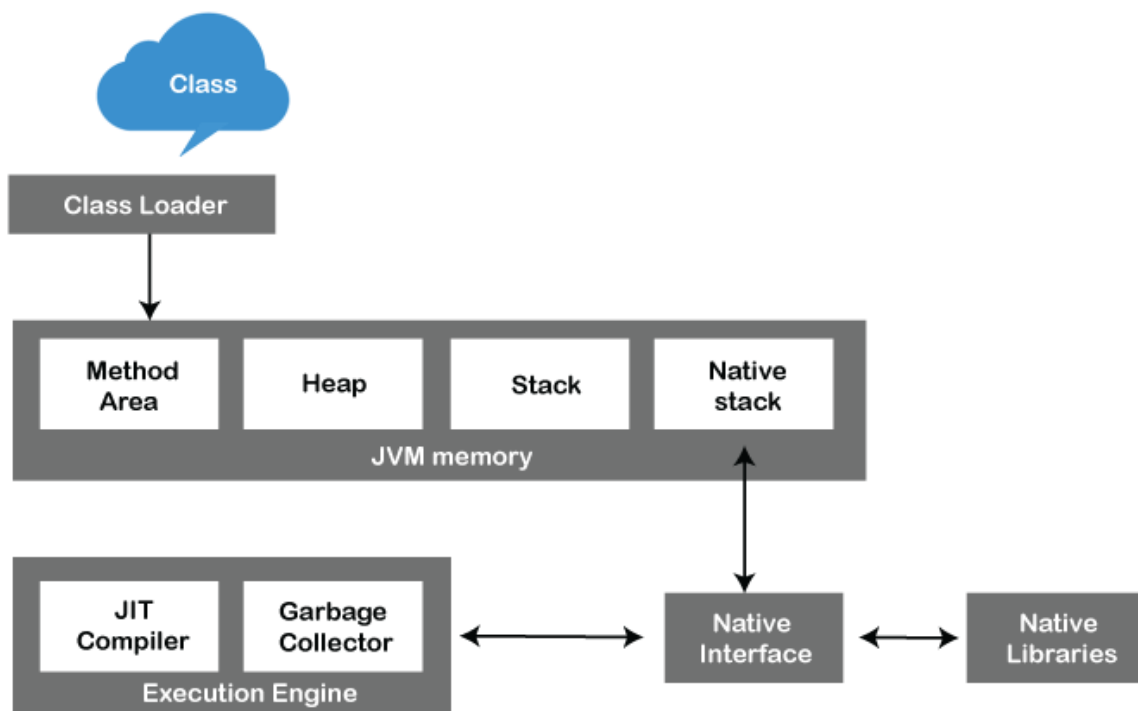 Class
Class Loader
Method
Area
Heap
Stack
Native
stack
JVM memory
JIT
Compiler
Garbage
Collector
Execution Engine
Native
Interface
Native
Libraries